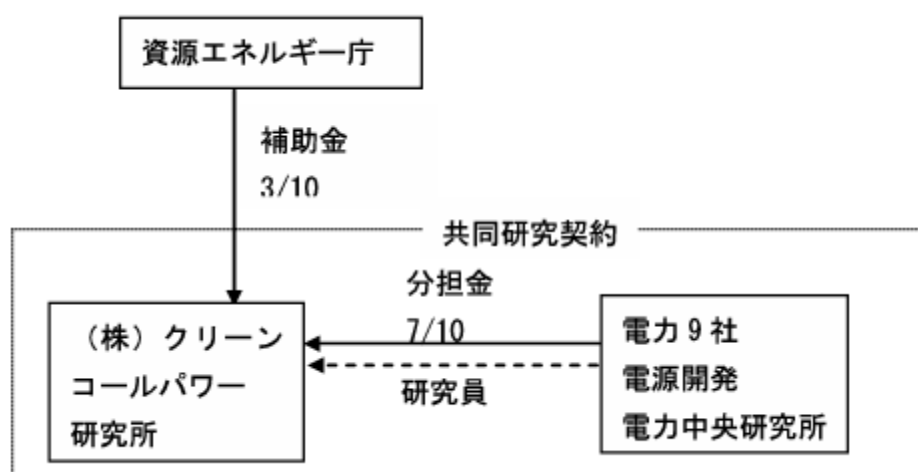 資源エネルギー庁
補助金
3/10
共同研究契約
分担金
7/10
(株)クリーン
コールパワー
研究所
研究員
電力9社
電源開発
電力中央研究所